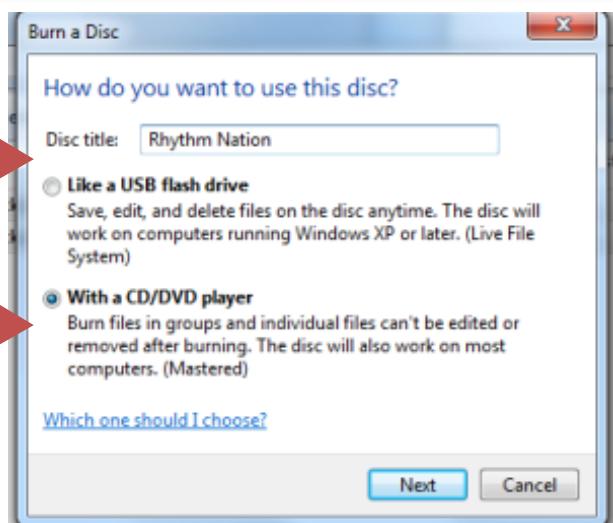 Burn a Disc
How do you want to use this disc?
Disc title: Rhythm Nation
Like a USB flash drive
Save, edit, and delete files on the disc anytime. The disc will
work on computers running Windows XP or later. (Live File
System)
With a CD/DVD player
Burn files in groups and individual files can't be edited or
removed after burning. The disc will also work on most
computers. (Mastered)
Which one should I choose?
Next Cancel